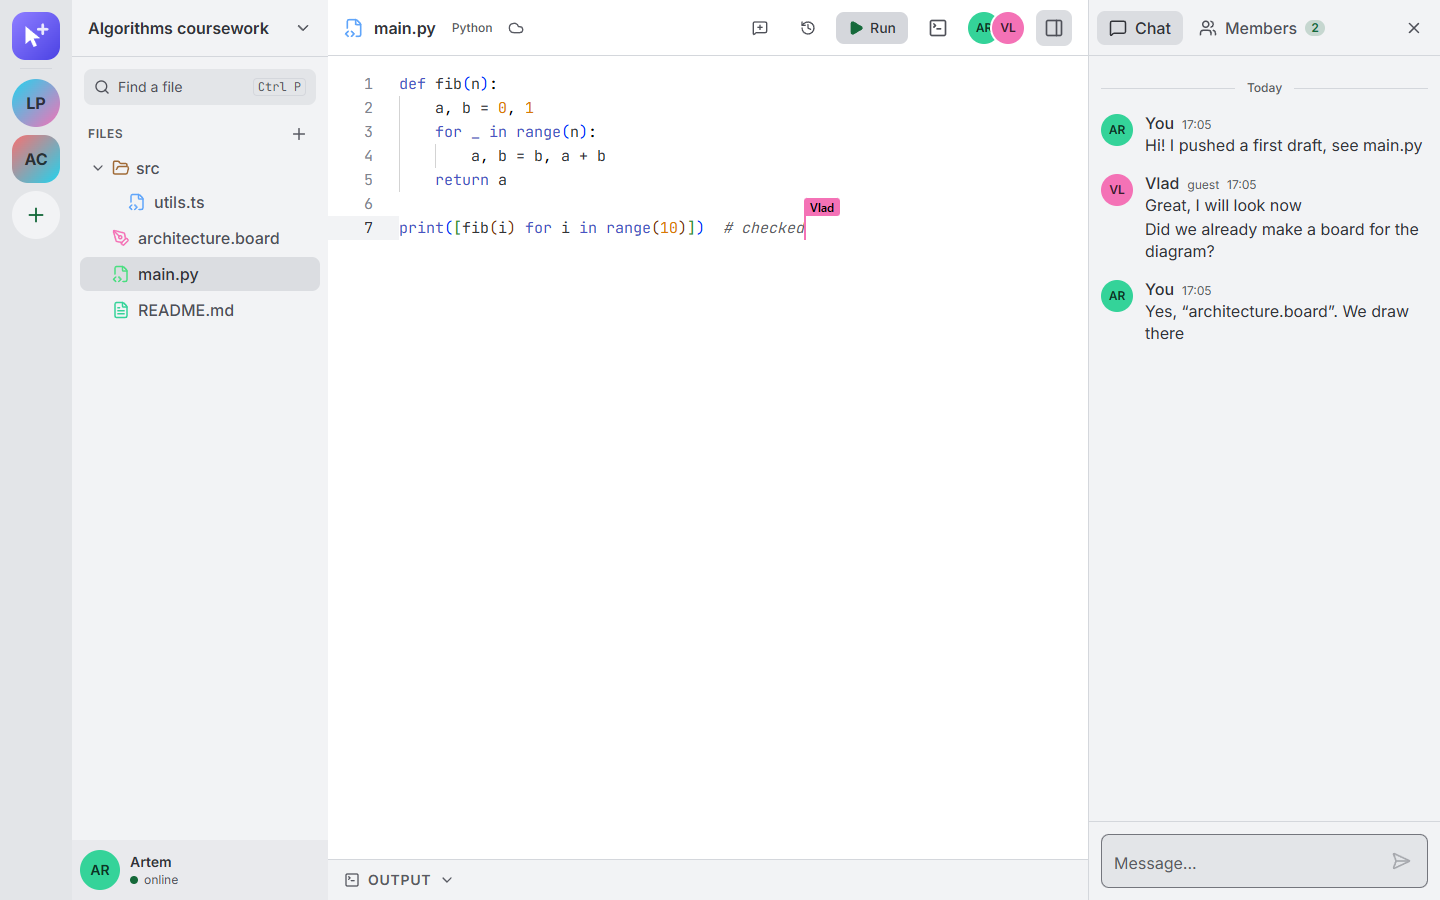 LP
AC
Algorithms coursework
Find a file Ctrl P
FILES
src
utils.ts
architecture.board
main.py
README.md
AR
Artem
online
main.py Python
Run
AR VL
1 def fib(n):
2 a, b = 0, 1
3 for _ in range(n):
4 a, b = b, a + b
5 return a
6
Vlad
7 print([fib(i) for i in range(10)]) # checked
OUTPUT
Chat
Members 2
Today
AR
You 17:05
Hi! I pushed a first draft, see main.py
VL
Vlad guest 17:05
Great, I will look now
Did we already make a board for the
diagram?
AR
You 17:05
Yes, “architecture.board”. We draw
there
Message...